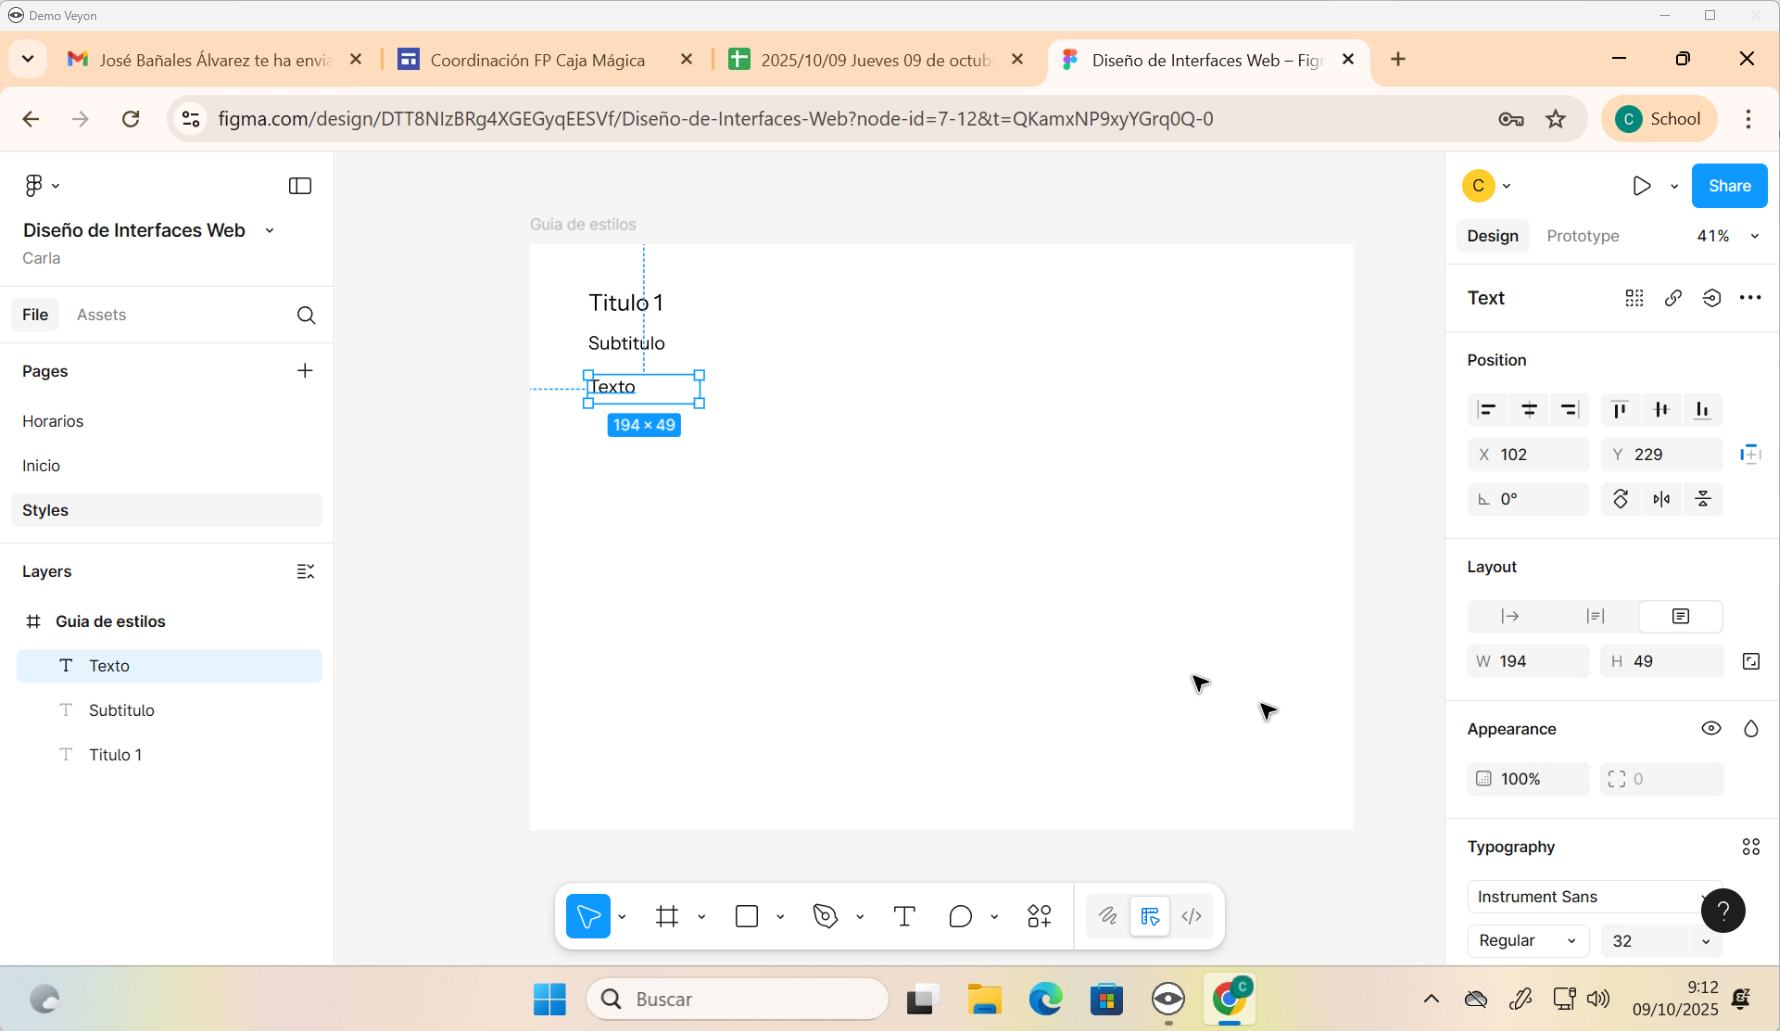 Demo Veyon
José Bañales Álvarez te ha envia
Coordinación FP Caja Mágica
2025/10/09 Jueves 09 de octub
Diseño de Interfaces Web – Figr
figma.com/design/DTT8NIzBRg4XGEGyqEESVf/Diseño-de-Interfaces-Web?node-id=7-12&t=QKamxNP9xyYGrq0Q-0
C School
Diseño de Interfaces Web
Carla
File Assets
Pages
Horarios
Inicio
Styles
Layers
Guia de estilos
Texto
Subtitulo
Titulo 1
Guia de estilos
Titulo 1
Subtitulo
Texto
194 × 49
C
Share
Design Prototype 41%
Text
Position
X 102 Y 229
0°
Layout
W 194 H 49
Appearance
100% 0
Typography
Instrument Sans
?
Regular 32
Buscar
C
9:12
09/10/2025